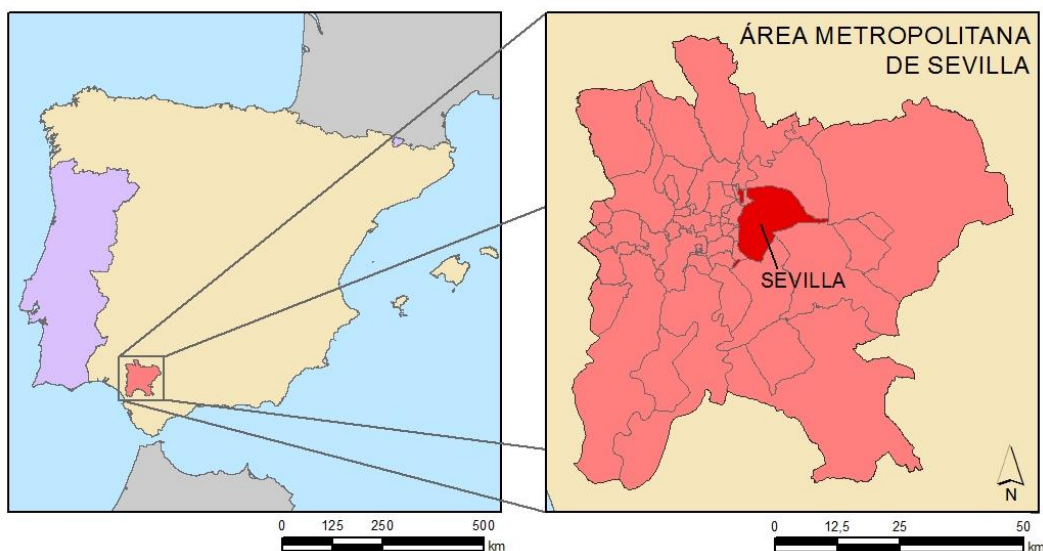 ÁREA METROPOLITANA
DE SEVILLA
SEVILLA
N
0 125 250 500
km
0 12,5 25 50
km